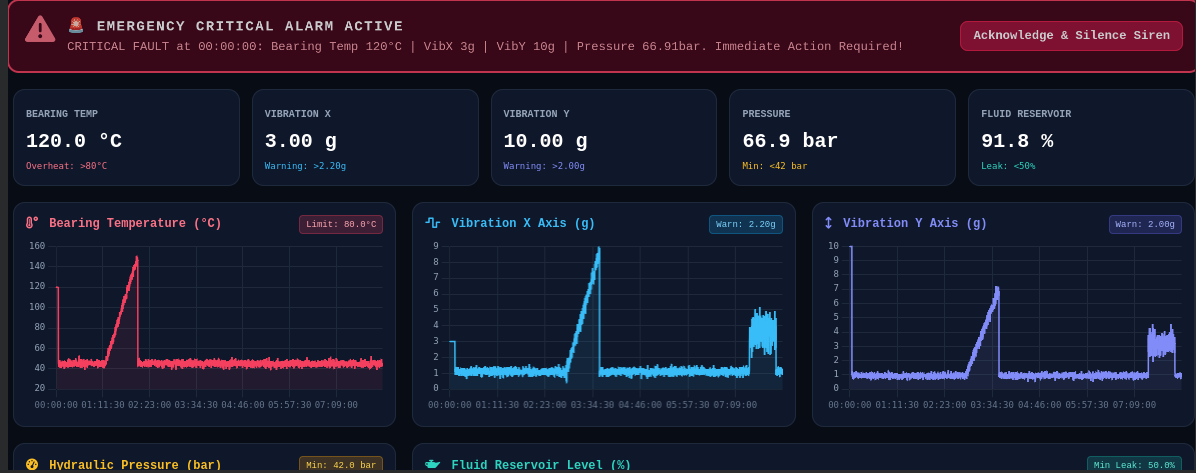 🚨 EMERGENCY CRITICAL ALARM ACTIVE
CRITICAL FAULT at 00:00:00: Bearing Temp 120°C | VibX 3g | VibY 10g | Pressure 66.91bar. Immediate Action Required!
Acknowledge & Silence Siren
BEARING TEMP
120.0 °C
Overheat: >80°C
VIBRATION X
3.00 g
Warning: >2.20g
VIBRATION Y
10.00 g
Warning: >2.00g
PRESSURE
66.9 bar
Min: <42 bar
FLUID RESERVOIR
91.8 %
Leak: <50%
Bearing Temperature (°C)
Limit: 80.0°C
160
140
120
100
80
60
40
20
00:00:00 01:11:30 02:23:00 03:34:30 04:46:00 05:57:30 07:09:00
Vibration X Axis (g)
Warn: 2.20g
9
8
7
6
5
4
3
2
1
0
00:00:00 01:11:30 02:23:00 03:34:30 04:46:00 05:57:30 07:09:00
Vibration Y Axis (g)
Warn: 2.00g
10
9
8
7
6
5
4
3
2
1
0
00:00:00 01:11:30 02:23:00 03:34:30 04:46:00 05:57:30 07:09:00
Hydraulic Pressure (bar)
Min: 42.0 bar
Fluid Reservoir Level (%)
Min Leak: 50.0%